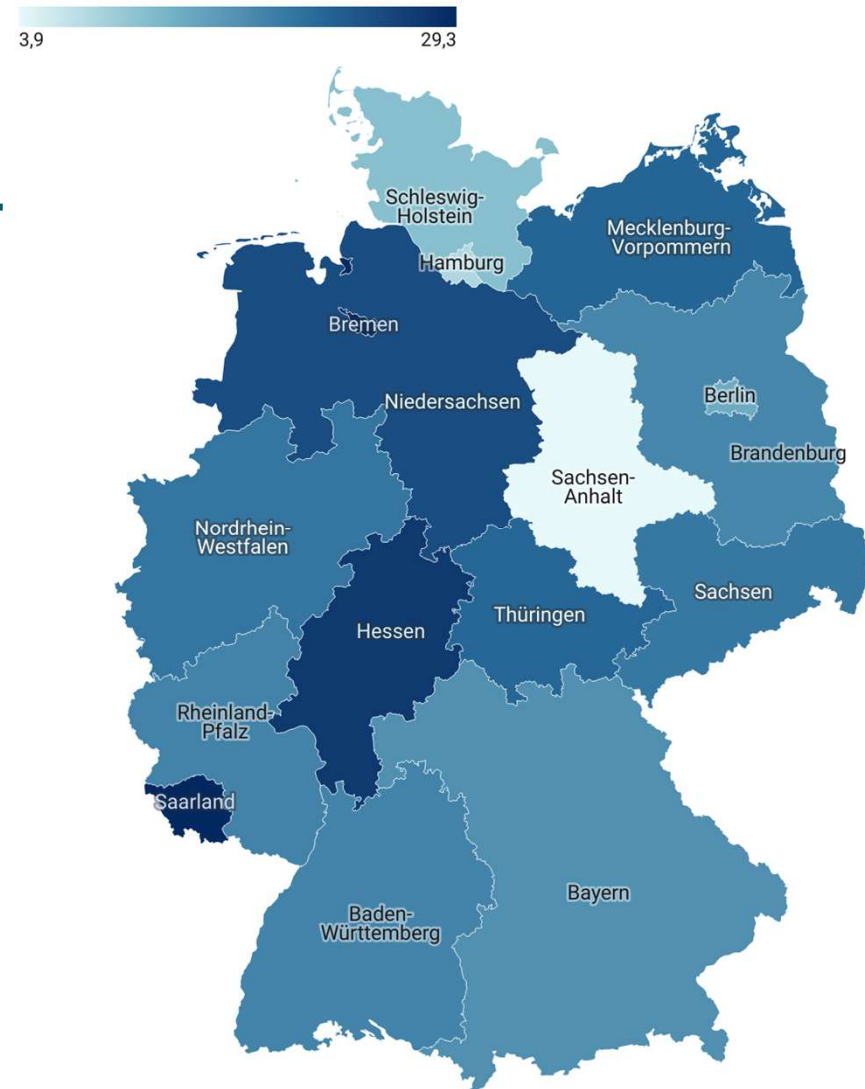 3,9
29,3
Schleswig-
Holstein
Mecklenburg-
Vorpommern
Hamburg
Bremen
Niedersachsen
Berlin
Brandenburg
Sachsen-
Anhalt
Nordrhein-
Westfalen
Sachsen
Thüringen
Hessen
Rheinland-
Pfalz
Saarland
Bayern
Baden-
Württemberg